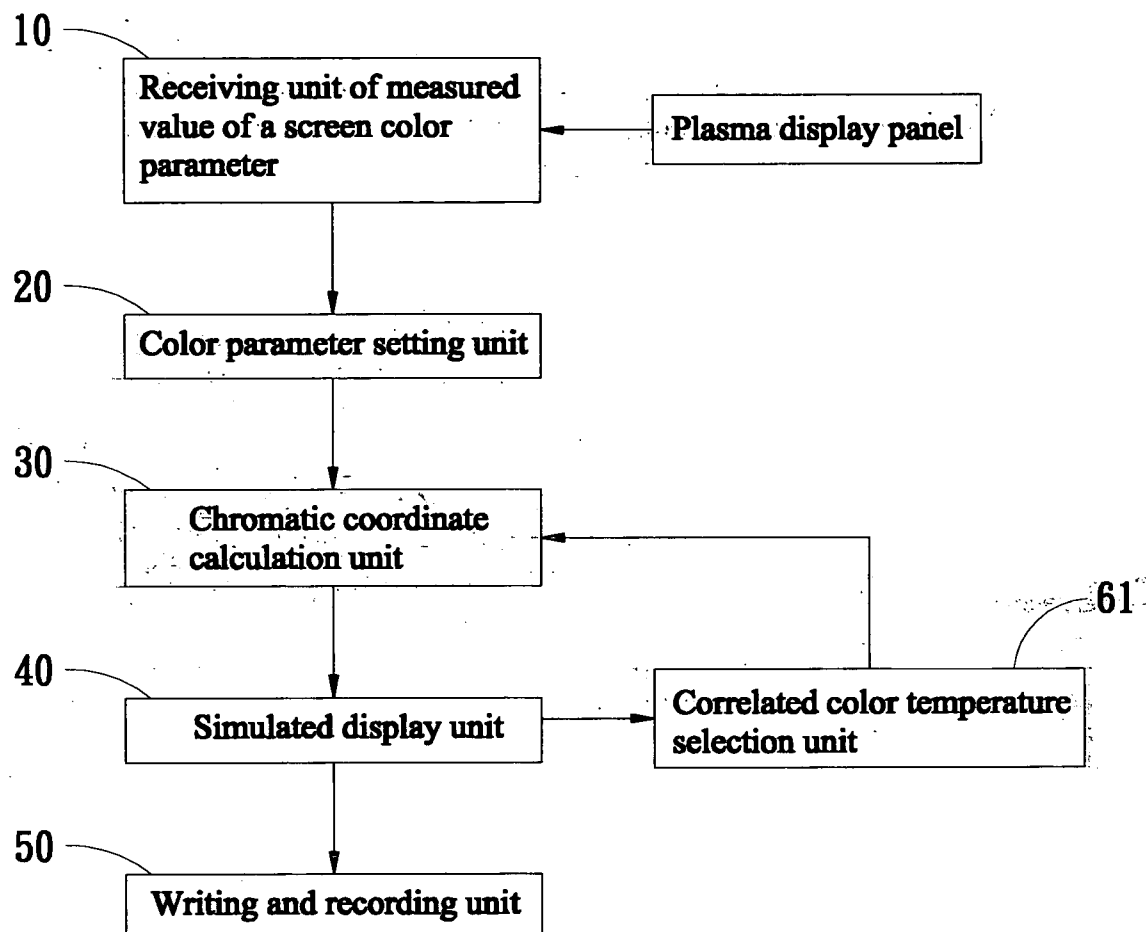 10
Receiving unit of measured
value of a screen color
parameter
Plasma display panel
20
Color parameter setting unit
30
Chromatic coordinate
calculation unit
61
40
Simulated display unit
Correlated color temperature
selection unit
50
Writing and recording unit